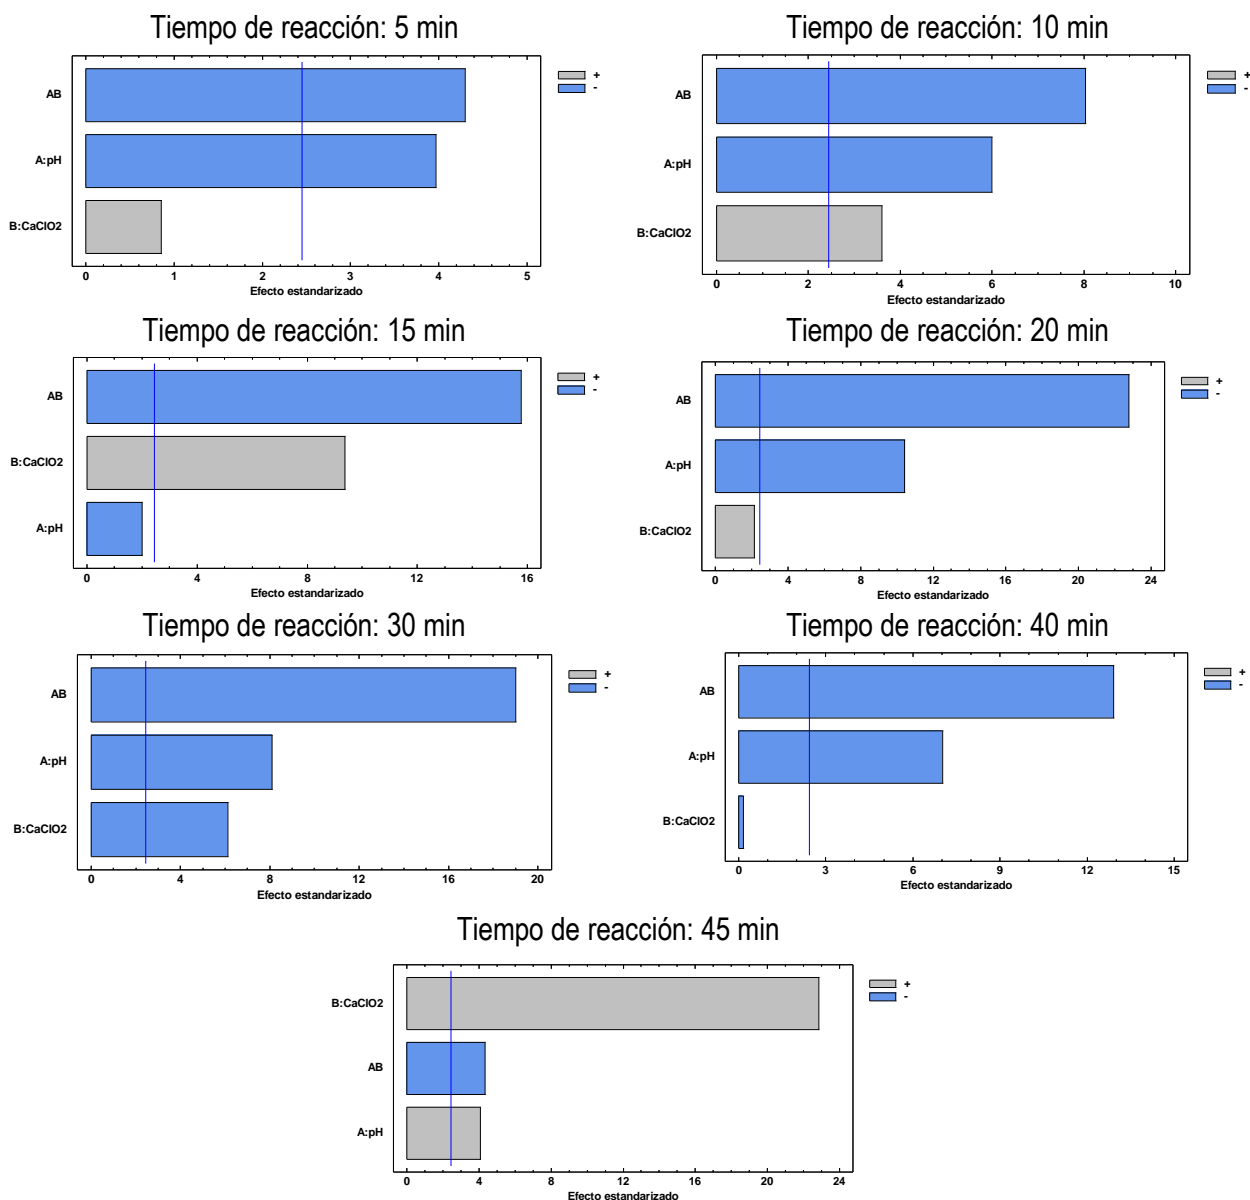 Tiempo de reacción: 5 min
AB
A:pH
B:CaClO2
0 1 2 3 4 5
Efecto estandarizado
+
-
Tiempo de reacción: 10 min
AB
A:pH
B:CaClO2
0 2 4 6 8 10
Efecto estandarizado
+
-
Tiempo de reacción: 15 min
AB
B:CaClO2
A:pH
0 4 8 12 16
Efecto estandarizado
+
-
Tiempo de reacción: 20 min
AB
A:pH
B:CaClO2
0 4 8 12 16 20 24
Efecto estandarizado
+
-
Tiempo de reacción: 30 min
AB
A:pH
B:CaClO2
0 4 8 12 16 20
Efecto estandarizado
+
-
Tiempo de reacción: 40 min
AB
A:pH
B:CaClO2
0 3 6 9 12 15
Efecto estandarizado
+
-
Tiempo de reacción: 45 min
B:CaClO2
AB
A:pH
0 4 8 12 16 20 24
Efecto estandarizado
+
-